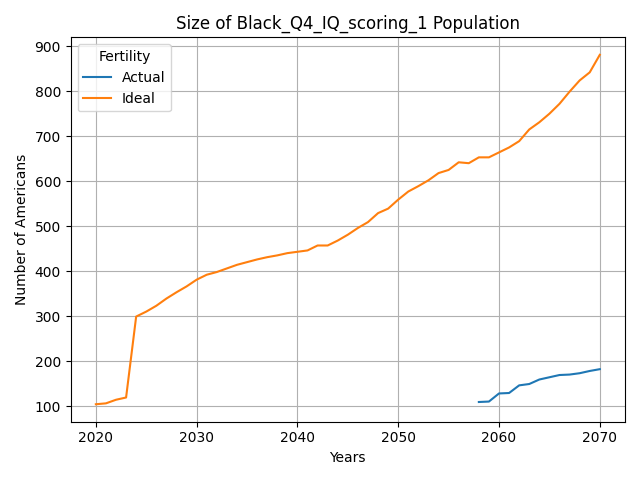 Size of Black_Q4_IQ_scoring_1 Population
Fertility
Actual
Ideal
Number of Americans
900
800
700
600
500
400
300
200
100
2020 2030 2040 2050 2060 2070
Years